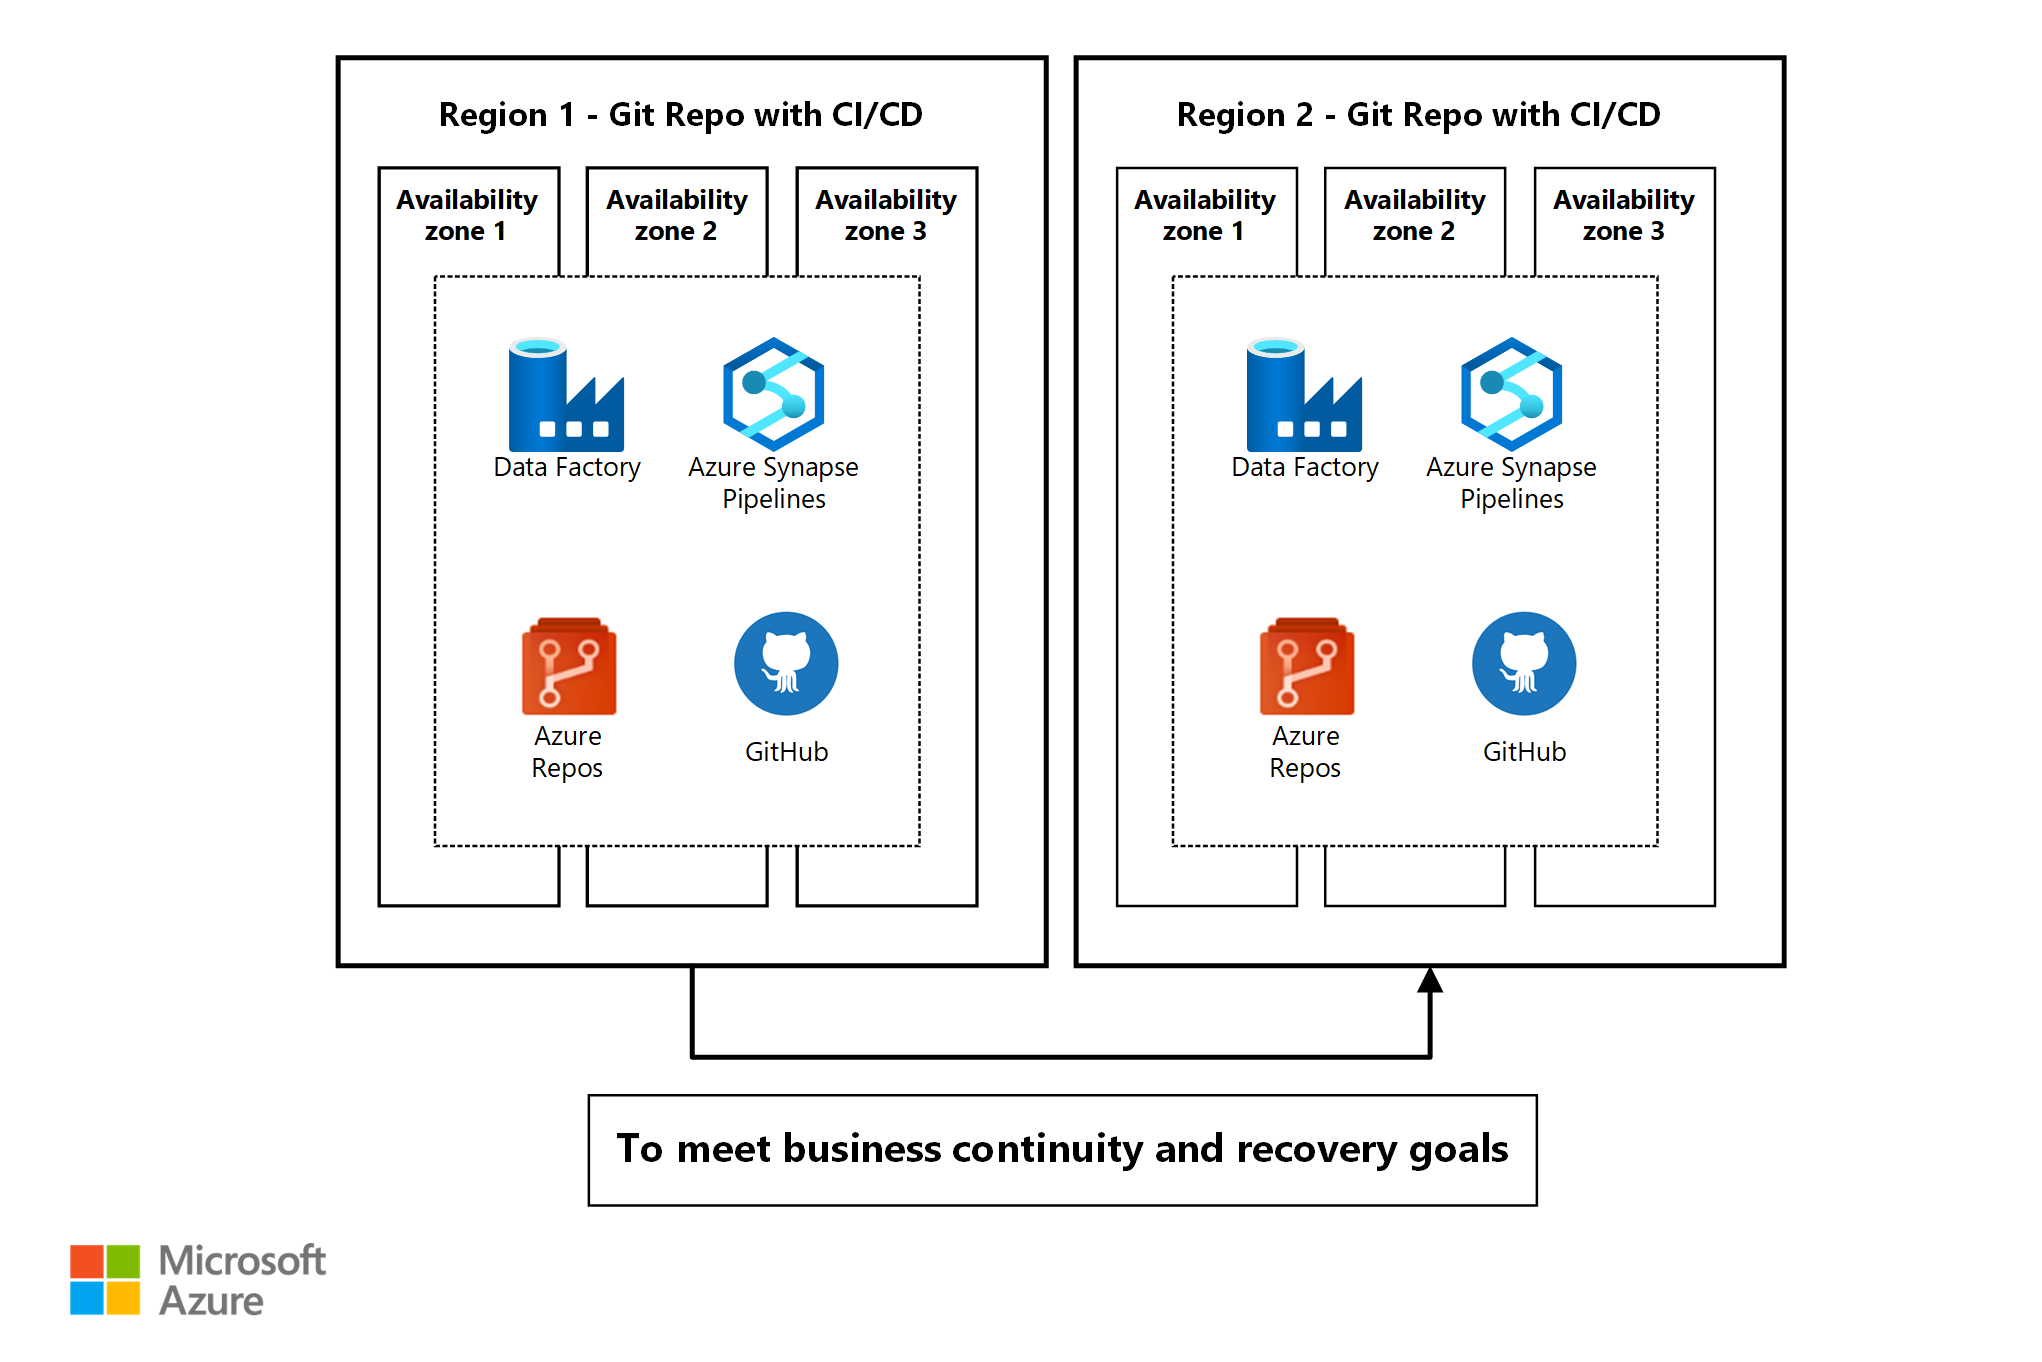 Region 1 - Git Repo with CI/CD
Availability
zone 1
Availability
zone 2
Availability
zone 3
Data Factory
Azure Synapse
Pipelines
Azure
Repos
GitHub
Region 2 - Git Repo with CI/CD
Availability
zone 1
Availability
zone 2
Availability
zone 3
Data Factory
Azure Synapse
Pipelines
Azure
Repos
GitHub
To meet business continuity and recovery goals
Microsoft
Azure